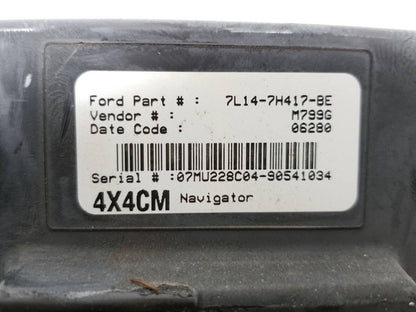 Ford Part # : 7L14-7H417-BE
Vendor # : M799G
Date Code : 06280
Serial # :07MU228C04-90541034
4X4CM Navigator